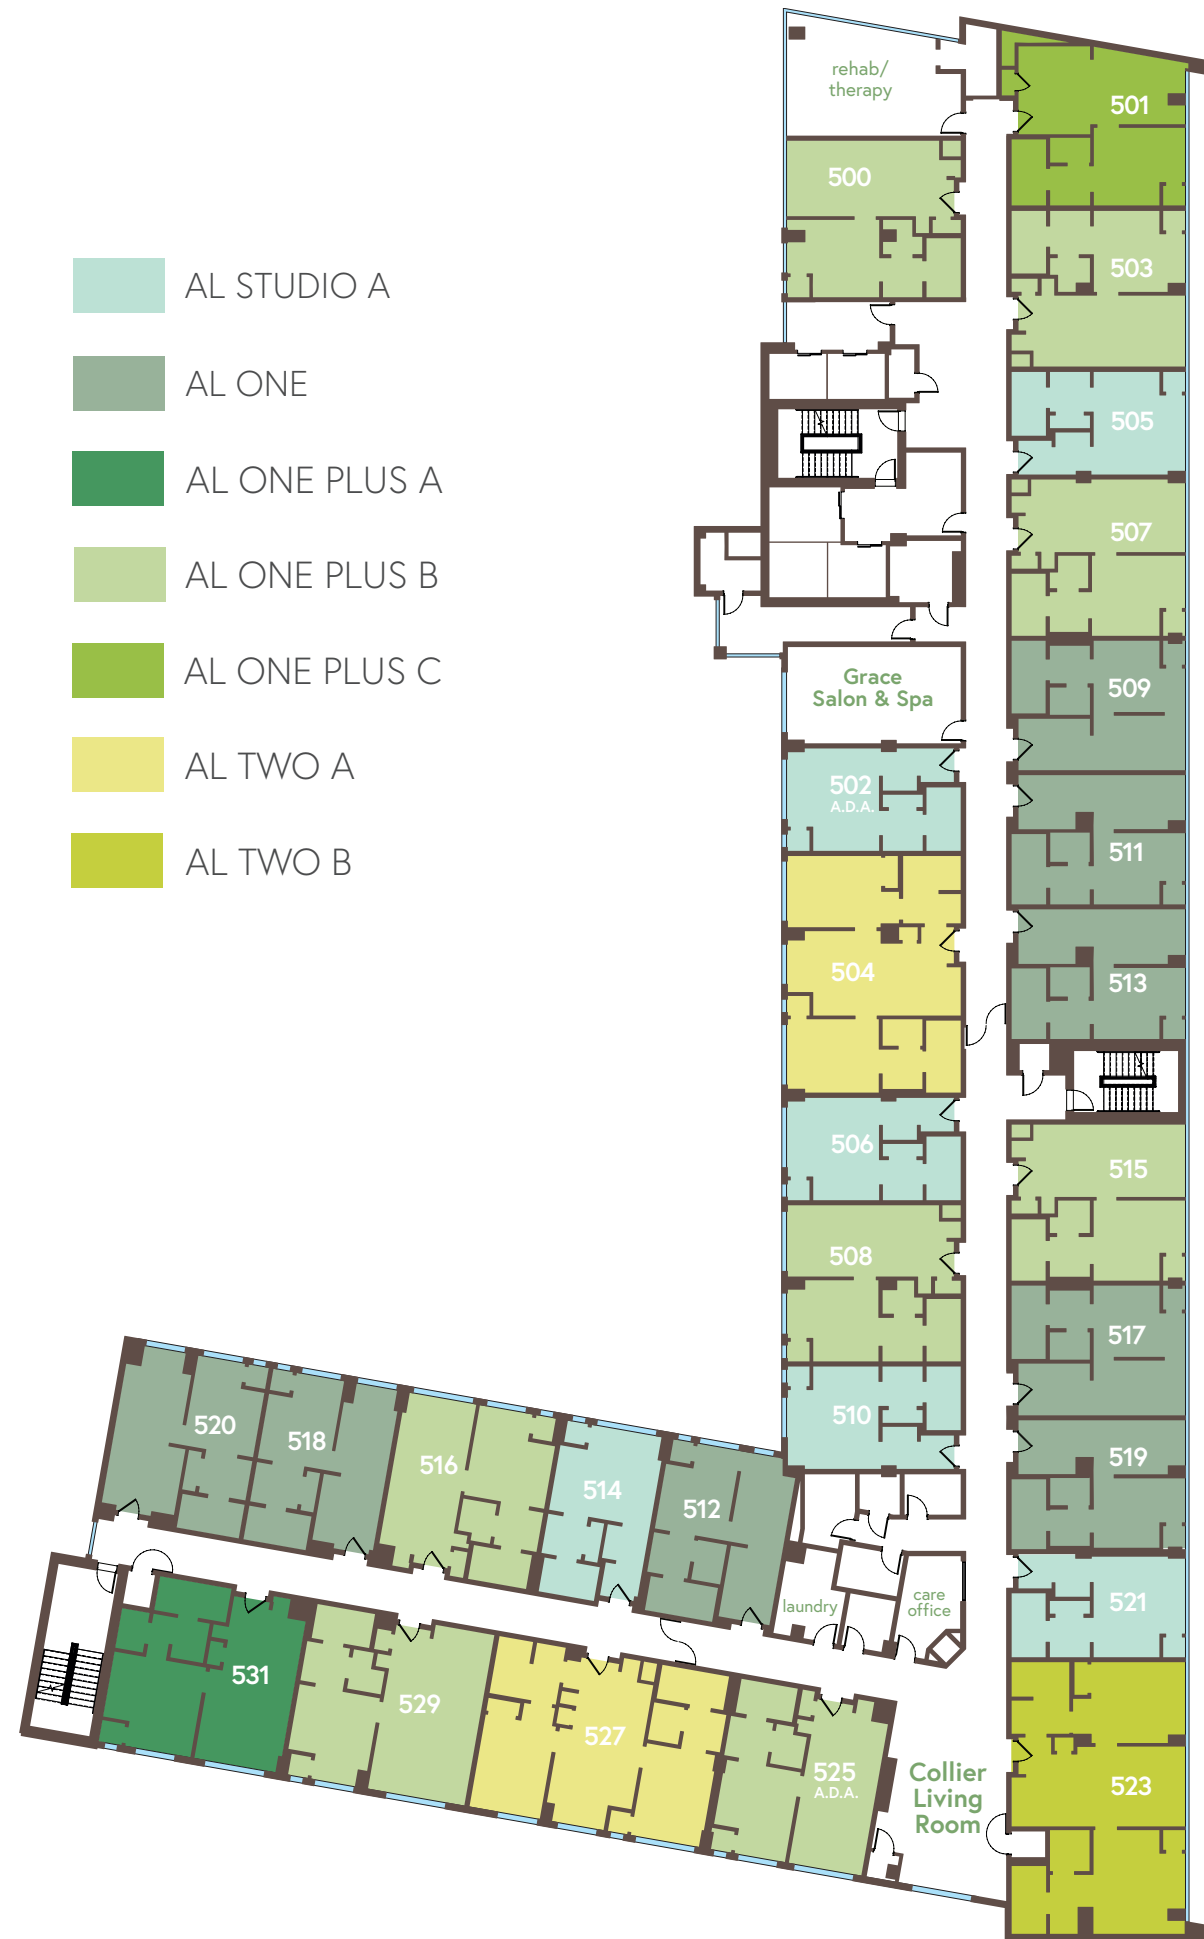 AL STUDIO A
AL ONE
AL ONE PLUS A
AL ONE PLUS B
AL ONE PLUS C
AL TWO A
AL TWO B
rehab/
therapy
501
500
503
505
507
Grace
Salon & Spa
509
502
A.D.A.
511
504
513
506
515
508
517
510
519
520
518
516
514
512
laundry
care
office
521
531
529
527
525
A.D.A.
Collier
Living
Room
523